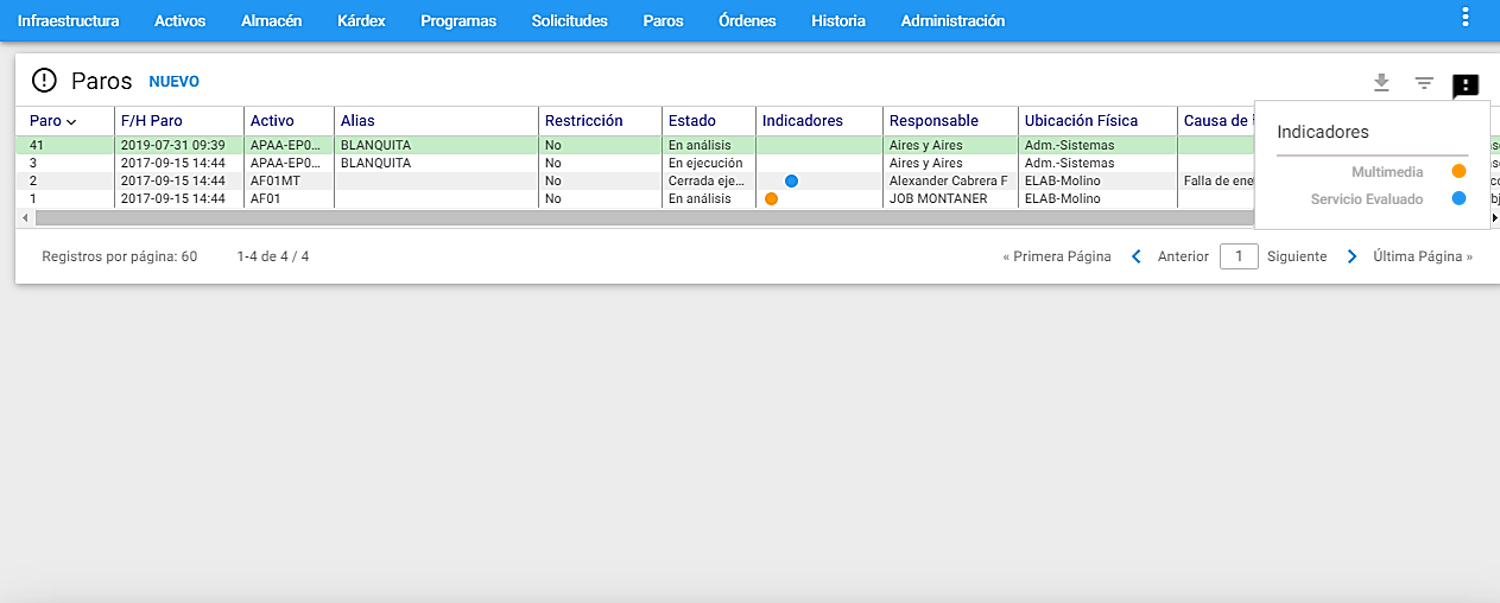 Infraestructura Activos Almacén Kárdex Programas Solicitudes Paros Órdenes Historia Administración
Paros NUEVO
Paro F/H Paro Activo Alias Restricción Estado Indicadores Responsable Ubicación Física Causa de
41 2019-07-31 09:39 APAA-EP0... BLANQUITA No En análisis Aires y Aires Adm.-Sistemas
3 2017-09-15 14:44 APAA-EP0... BLANQUITA No En ejecución Aires y Aires Adm.-Sistemas
2 2017-09-15 14:44 AF01MT No Cerrada eje... Alexander Cabrera F ELAB-Molino Falla de ene
1 2017-09-15 14:44 AF01 No En análisis JOB MONTANER ELAB-Molino
Indicadores
Multimedia
Servicio Evaluado
Registros por página: 60 1-4 de 4 / 4 « Primera Página Anterior 1 Siguiente Última Página »